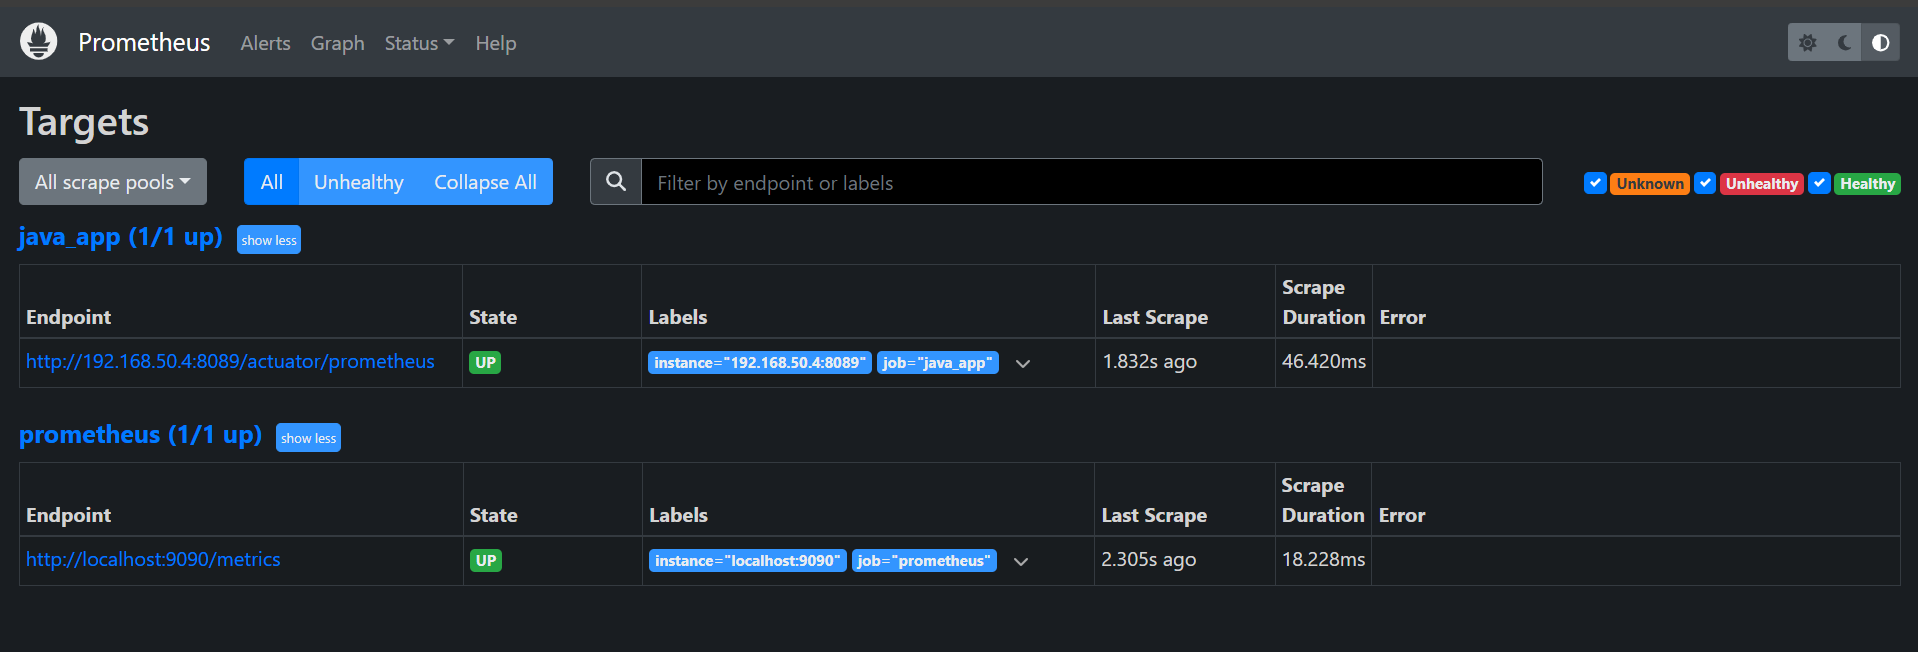 Prometheus Alerts Graph Status Help
Targets
All scrape pools All Unhealthy Collapse All Filter by endpoint or labels Unknown Unhealthy Healthy
java_app (1/1 up) show less
Endpoint State Labels Last Scrape Scrape Duration Error
http://192.168.50.4:8089/actuator/prometheus UP instance="192.168.50.4:8089" job="java_app" 1.832s ago 46.420ms
prometheus (1/1 up) show less
Endpoint State Labels Last Scrape Scrape Duration Error
http://localhost:9090/metrics UP instance="localhost:9090" job="prometheus" 2.305s ago 18.228ms